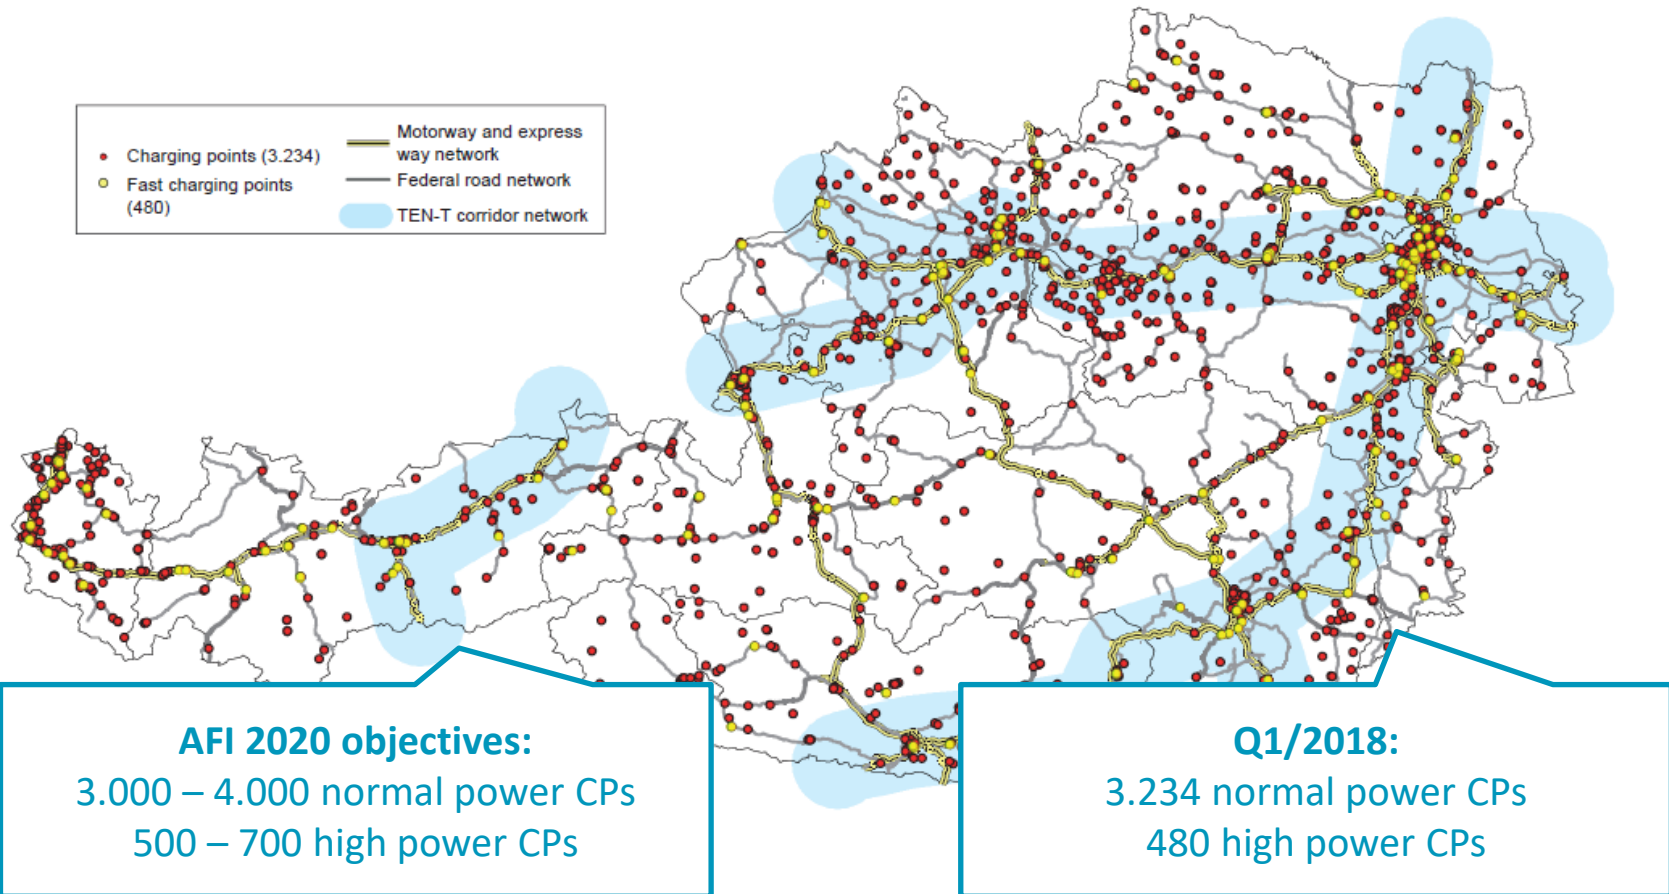 Charging points (3.234)
Fast charging points
(480)
Motorway and express
way network
Federal road network
TEN-T corridor network
AFI 2020 objectives:
3.000 – 4.000 normal power CPs
500 – 700 high power CPs
Q1/2018:
3.234 normal power CPs
480 high power CPs